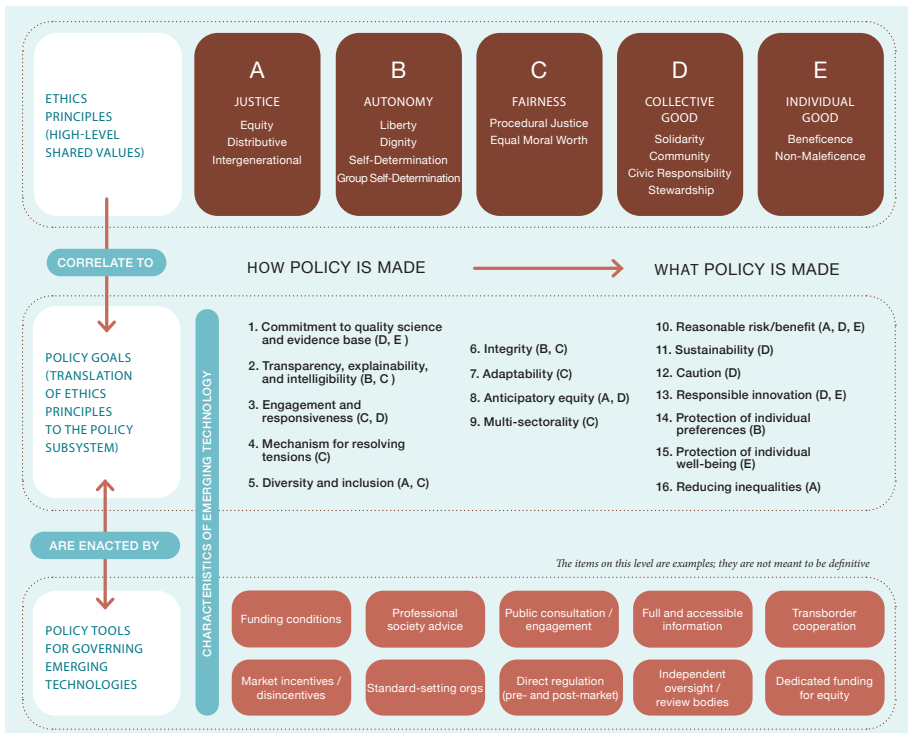 ETHICS
PRINCIPLES
(HIGH-LEVEL
SHARED VALUES)
A
JUSTICE
Equity
Distributive
Intergenerational
B
AUTONOMY
Liberty
Dignity
Self-Determination
Group Self-Determination
C
FAIRNESS
Procedural Justice
Equal Moral Worth
D
COLLECTIVE
GOOD
Solidarity
Community
Civic Responsibility
Stewardship
E
INDIVIDUAL
GOOD
Beneficence
Non-Maleficence
CORRELATE TO
HOW POLICY IS MADE
WHAT POLICY IS MADE
POLICY GOALS
(TRANSLATION
OF ETHICS
PRINCIPLES
TO THE POLICY
SUBSYSTEM)
CHARACTERISTICS OF EMERGING TECHNOLOGY
1. Commitment to quality science
and evidence base (D, E )
2. Transparency, explainability,
and intelligibility (B, C )
3. Engagement and
responsiveness (C, D)
4. Mechanism for resolving
tensions (C)
5. Diversity and inclusion (A, C)
6. Integrity (B, C)
7. Adaptability (C)
8. Anticipatory equity (A, D)
9. Multi-sectorality (C)
10. Reasonable risk/benefit (A, D, E)
11. Sustainability (D)
12. Caution (D)
13. Responsible innovation (D, E)
14. Protection of individual
preferences (B)
15. Protection of individual
well-being (E)
16. Reducing inequalities (A)
ARE ENACTED BY
The items on this level are examples; they are not meant to be definitive
POLICY TOOLS
FOR GOVERNING
EMERGING
TECHNOLOGIES
Funding conditions
Professional
society advice
Public consultation /
engagement
Full and accessible
information
Transborder
cooperation
Market incentives /
disincentives
Standard-setting orgs
Direct regulation
(pre- and post-market)
Independent
oversight /
review bodies
Dedicated funding
for equity